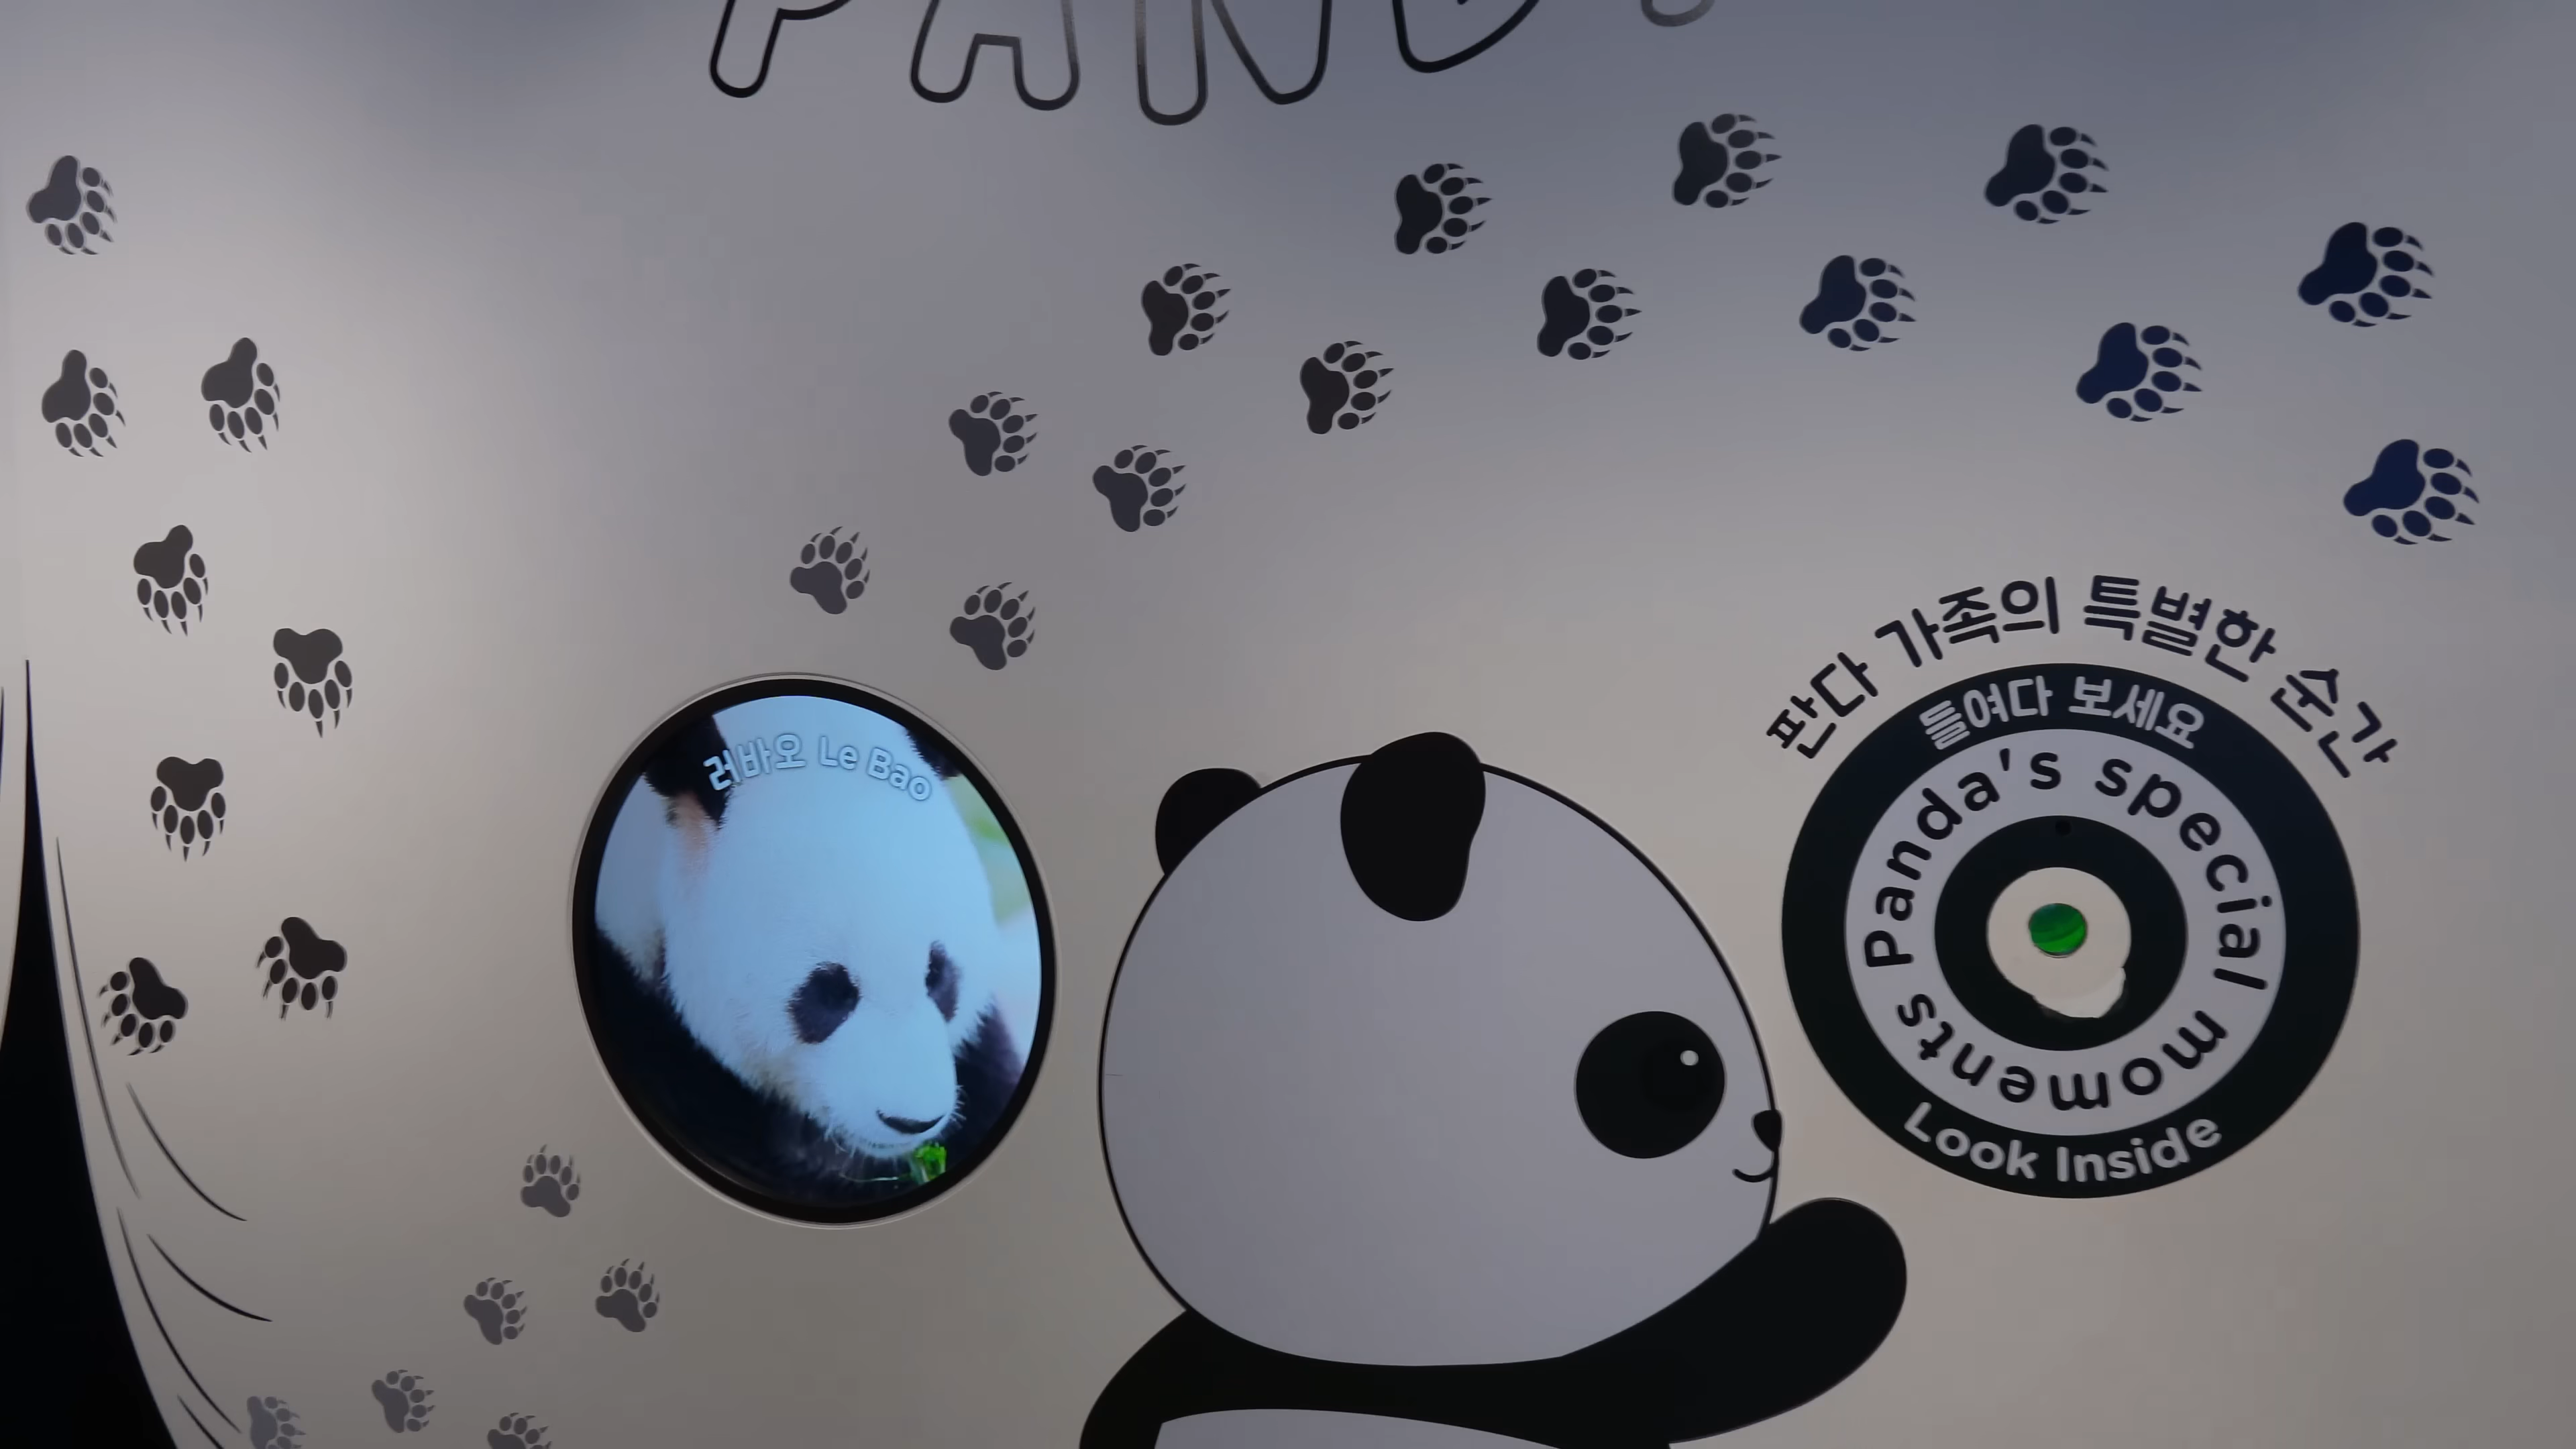 PAND
러바오 Le Bao
판다 가족의 특별한 순간
들여다 보세요
Panda's special moments
Look Inside